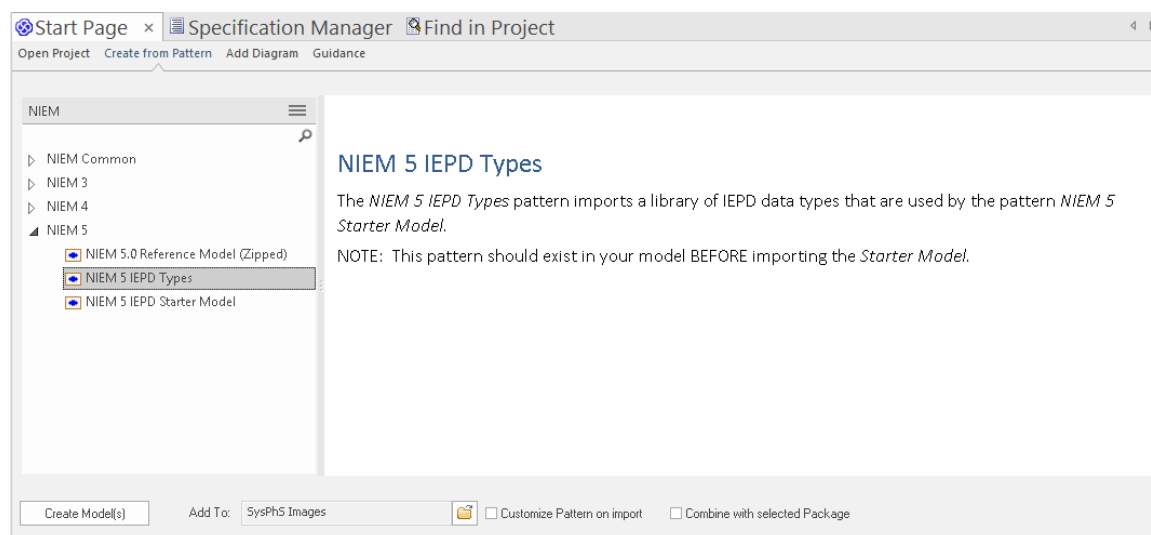 Start Page × Specification Manager Find in Project
Open Project Create from Pattern Add Diagram Guidance
NIEM
NIEM Common
NIEM 3
NIEM 4
NIEM 5
NIEM 5.0 Reference Model (Zipped)
NIEM 5 IEPD Types
NIEM 5 IEPD Starter Model
NIEM 5 IEPD Types
The NIEM 5 IEPD Types pattern imports a library of IEPD data types that are used by the pattern NIEM 5
Starter Model.
NOTE: This pattern should exist in your model BEFORE importing the Starter Model.
Create Model(s) Add To: SysPhS Images Customize Pattern on import Combine with selected Package